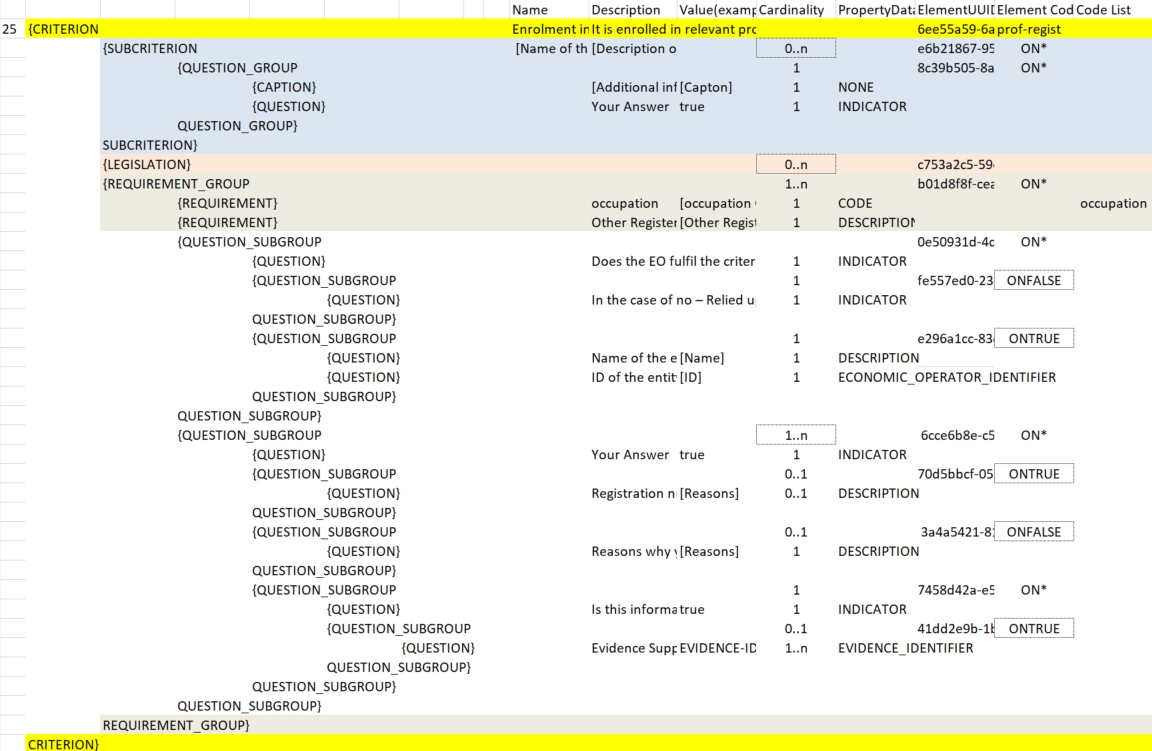 Name Description Value(examp Cardinality PropertyData ElementUUID Element Cod Code List
25 {CRITERION Enrolment in It is enrolled in relevant pro 6ee55a59-6a prof-regist
{SUBCRITERION [Name of th [Description o 0..n e6b21867-95 ON*
{QUESTION_GROUP 1 8c39b505-8a ON*
{CAPTION} [Additional inf [Capton] 1 NONE
{QUESTION} Your Answer true 1 INDICATOR
QUESTION_GROUP}
SUBCRITERION}
{LEGISLATION} 0..n c753a2c5-59
{REQUIREMENT_GROUP 1..n b01d8f8f-cea ON*
{REQUIREMENT} occupation [occupation 1 CODE occupation
{REQUIREMENT} Other Register [Other Regist 1 DESCRIPTION
{QUESTION_SUBGROUP 0e50931d-4c ON*
{QUESTION} Does the EO fulfil the criter 1 INDICATOR
{QUESTION_SUBGROUP 1 fe557ed0-23 ONFALSE
{QUESTION} In the case of no – Relied u 1 INDICATOR
QUESTION_SUBGROUP}
{QUESTION_SUBGROUP 1 e296a1cc-83 ONTRUE
{QUESTION} Name of the e [Name] 1 DESCRIPTION
{QUESTION} ID of the entit [ID] 1 ECONOMIC_OPERATOR_IDENTIFIER
QUESTION_SUBGROUP}
QUESTION_SUBGROUP}
{QUESTION_SUBGROUP 1..n 6cce6b8e-c5 ON*
{QUESTION} Your Answer true 1 INDICATOR
{QUESTION_SUBGROUP 0..1 70d5bbcf-05 ONTRUE
{QUESTION} Registration n [Reasons] 0..1 DESCRIPTION
QUESTION_SUBGROUP}
{QUESTION_SUBGROUP 0..1 3a4a5421-8 ONFALSE
{QUESTION} Reasons why y [Reasons] 1 DESCRIPTION
QUESTION_SUBGROUP}
{QUESTION_SUBGROUP 1 7458d42a-e5 ON*
{QUESTION} Is this informa true 1 INDICATOR
{QUESTION_SUBGROUP 0..1 41dd2e9b-1b ONTRUE
{QUESTION} Evidence Supp EVIDENCE-ID 1..n EVIDENCE_IDENTIFIER
QUESTION_SUBGROUP}
QUESTION_SUBGROUP}
QUESTION_SUBGROUP}
REQUIREMENT_GROUP}
CRITERION}